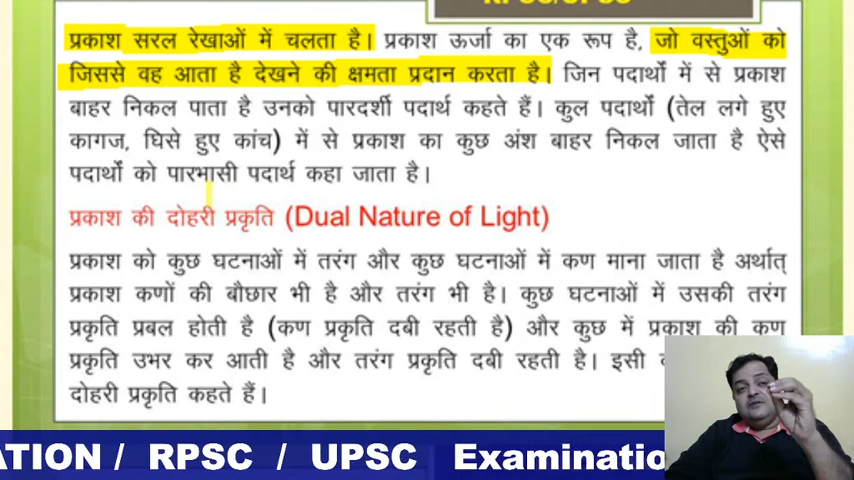 प्रकाश सरल रेखाओं में चलता है। प्रकाश ऊर्जा का एक रूप है, जो वस्तुओं को
जिससे वह आता है देखने की क्षमता प्रदान करता है। जिन पदार्थों में से प्रकाश
बाहर निकल पाता है उनको पारदर्शी पदार्थ कहते हैं। कुल पदार्थों (तेल लगे हुए
कागज, घिसे हुए कांच) में से प्रकाश का कुछ अंश बाहर निकल जाता है ऐसे
पदार्थों को पारभासी पदार्थ कहा जाता है।
प्रकाश की दोहरी प्रकृति (Dual Nature of Light)
प्रकाश को कुछ घटनाओं में तरंग और कुछ घटनाओं में कण माना जाता है अर्थात्
प्रकाश कणों की बौछार भी है और तरंग भी है। कुछ घटनाओं में उसकी तरंग
प्रकृति प्रबल होती है (कण प्रकृति दबी रहती है) और कुछ में प्रकाश की कण
प्रकृति उभर कर आती है और तरंग प्रकृति दबी रहती है। इसी
दोहरी प्रकृति कहते हैं।
ATION / RPSC / UPSC Examinatio